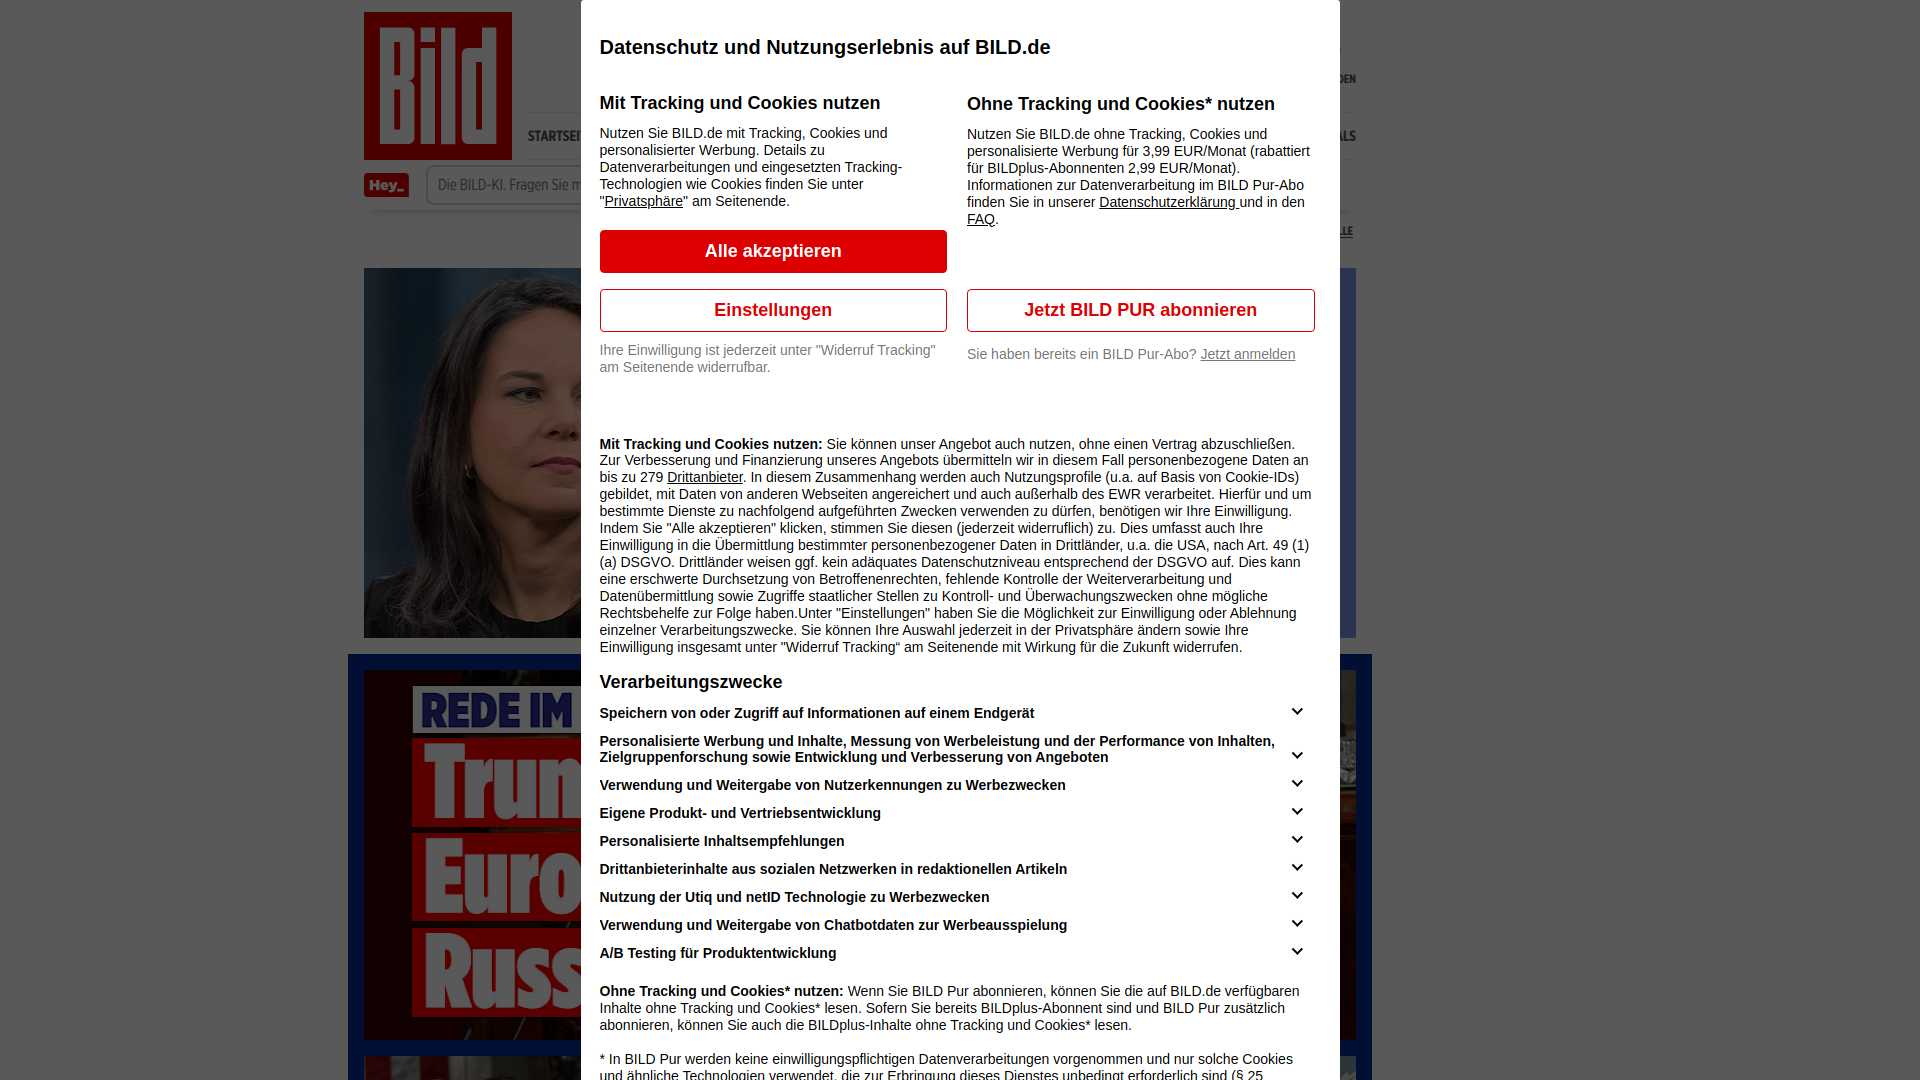 Bild
DEN
STARTSEI
ALS
Hey_
Die BILD-KI. Fragen Sie m
LLE
REDE IM
Trum
Euro
Russ
Datenschutz und Nutzungserlebnis auf BILD.de
Mit Tracking und Cookies nutzen
Nutzen Sie BILD.de mit Tracking, Cookies und
personalisierter Werbung. Details zu
Datenverarbeitungen und eingesetzten Tracking-
Technologien wie Cookies finden Sie unter
"Privatsphäre" am Seitenende.
Alle akzeptieren
Einstellungen
Ihre Einwilligung ist jederzeit unter "Widerruf Tracking"
am Seitenende widerrufbar.
Ohne Tracking und Cookies* nutzen
Nutzen Sie BILD.de ohne Tracking, Cookies und
personalisierte Werbung für 3,99 EUR/Monat (rabattiert
für BILDplus-Abonnenten 2,99 EUR/Monat).
Informationen zur Datenverarbeitung im BILD Pur-Abo
finden Sie in unserer Datenschutzerklärung und in den
FAQ.
Jetzt BILD PUR abonnieren
Sie haben bereits ein BILD Pur-Abo? Jetzt anmelden
Mit Tracking und Cookies nutzen: Sie können unser Angebot auch nutzen, ohne einen Vertrag abzuschließen.
Zur Verbesserung und Finanzierung unseres Angebots übermitteln wir in diesem Fall personenbezogene Daten an
bis zu 279 Drittanbieter. In diesem Zusammenhang werden auch Nutzungsprofile (u.a. auf Basis von Cookie-IDs)
gebildet, mit Daten von anderen Webseiten angereichert und auch außerhalb des EWR verarbeitet. Hierfür und um
bestimmte Dienste zu nachfolgend aufgeführten Zwecken verwenden zu dürfen, benötigen wir Ihre Einwilligung.
Indem Sie "Alle akzeptieren" klicken, stimmen Sie diesen (jederzeit widerruflich) zu. Dies umfasst auch Ihre
Einwilligung in die Übermittlung bestimmter personenbezogener Daten in Drittländer, u.a. die USA, nach Art. 49 (1)
(a) DSGVO. Drittländer weisen ggf. kein adäquates Datenschutzniveau entsprechend der DSGVO auf. Dies kann
eine erschwerte Durchsetzung von Betroffenenrechten, fehlende Kontrolle der Weiterverarbeitung und
Datenübermittlung sowie Zugriffe staatlicher Stellen zu Kontroll- und Überwachungszwecken ohne mögliche
Rechtsbehelfe zur Folge haben.Unter "Einstellungen" haben Sie die Möglichkeit zur Einwilligung oder Ablehnung
einzelner Verarbeitungszwecke. Sie können Ihre Auswahl jederzeit in der Privatsphäre ändern sowie Ihre
Einwilligung insgesamt unter "Widerruf Tracking“ am Seitenende mit Wirkung für die Zukunft widerrufen.
Verarbeitungszwecke
Speichern von oder Zugriff auf Informationen auf einem Endgerät
Personalisierte Werbung und Inhalte, Messung von Werbeleistung und der Performance von Inhalten,
Zielgruppenforschung sowie Entwicklung und Verbesserung von Angeboten
Verwendung und Weitergabe von Nutzerkennungen zu Werbezwecken
Eigene Produkt- und Vertriebsentwicklung
Personalisierte Inhaltsempfehlungen
Drittanbieterinhalte aus sozialen Netzwerken in redaktionellen Artikeln
Nutzung der Utiq und netID Technologie zu Werbezwecken
Verwendung und Weitergabe von Chatbotdaten zur Werbeausspielung
A/B Testing für Produktentwicklung
Ohne Tracking und Cookies* nutzen: Wenn Sie BILD Pur abonnieren, können Sie die auf BILD.de verfügbaren
Inhalte ohne Tracking und Cookies* lesen. Sofern Sie bereits BILDplus-Abonnent sind und BILD Pur zusätzlich
abonnieren, können Sie auch die BILDplus-Inhalte ohne Tracking und Cookies* lesen.
* In BILD Pur werden keine einwilligungspflichtigen Datenverarbeitungen vorgenommen und nur solche Cookies
und ähnliche Technologien verwendet, die zur Erbringung dieses Dienstes unbedingt erforderlich sind (§ 25